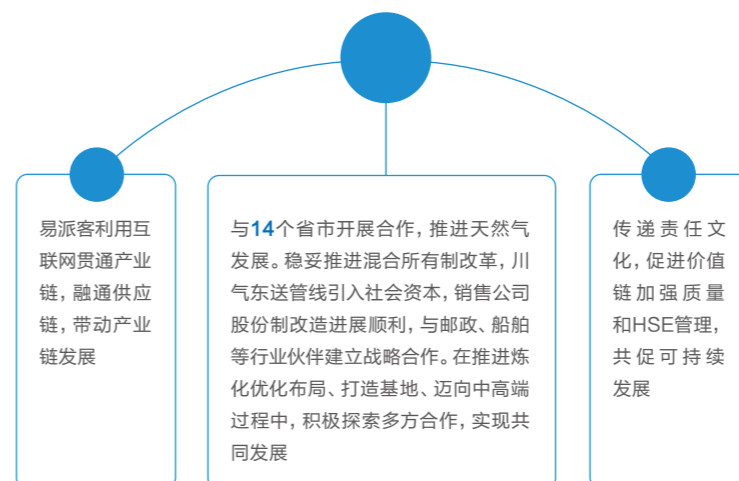 易派客利用互
联网贯通产业
链，融通供应
链，带动产业
链发展
与14个省市开展合作，推进天然气
发展。稳妥推进混合所有制改革，川
气东送管线引入社会资本，销售公司
股份制改造进展顺利，与邮政、船舶
等行业伙伴建立战略合作。在推进炼
化优化布局、打造基地、迈向中高端
过程中，积极探索多方合作，实现共
同发展
传递责任文
化，促进价值
链加强质量
和HSE管理，
共促可持续
发展